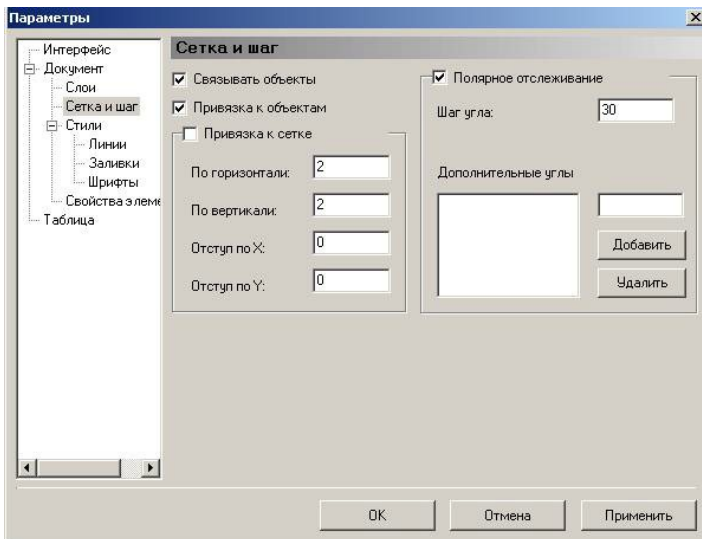 Параметры
Интерфейс
Документ
Слои
Сетка и шаг
Стили
Линии
Заливки
Шрифты
Свойства элеме
Таблица
Сетка и шаг
Связывать объекты
Привязка к объектам
Привязка к сетке
По горизонтали: 2
По вертикали: 2
Отступ по X: 0
Отступ по Y: 0
Полярное отслеживание
Шаг угла: 30
Дополнительные углы
Добавить
Удалить
OK Отмена Применить